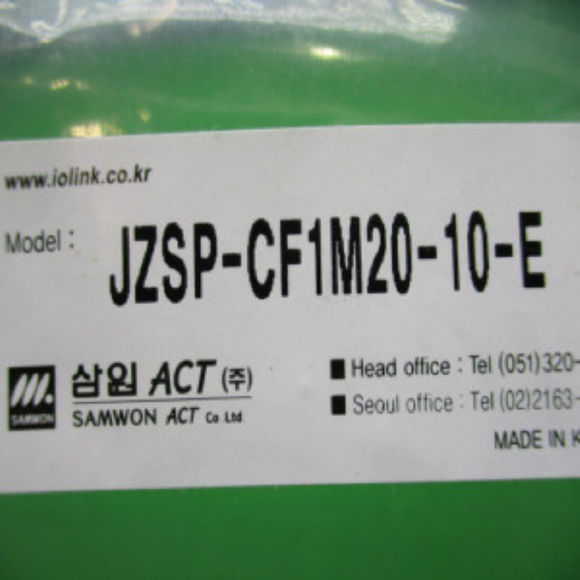 www.iolink.co.kr
Model : JZSP-CF1M20-10-E
삼원 ACT (주)
SAMWON ACT Co Ltd
SAMWON
■ Head office : Tel (051)320-
■ Seoul office : Tel (02)2163-
MADE IN K